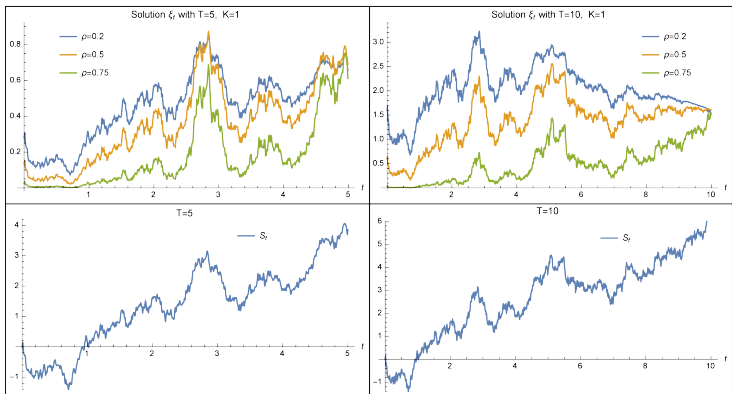 Solution ξt with T=5, K=1
ρ=0.2
ρ=0.5
ρ=0.75
0.8
0.6
0.4
0.2
1 2 3 4 5 t
Solution ξt with T=10, K=1
ρ=0.2
ρ=0.5
ρ=0.75
3.0
2.5
2.0
1.5
1.0
0.5
2 4 6 8 10 t
T=5
St
4
3
2
1
-1
1 2 3 4 5 t
T=10
St
6
5
4
3
2
1
-1
2 4 6 8 10 t